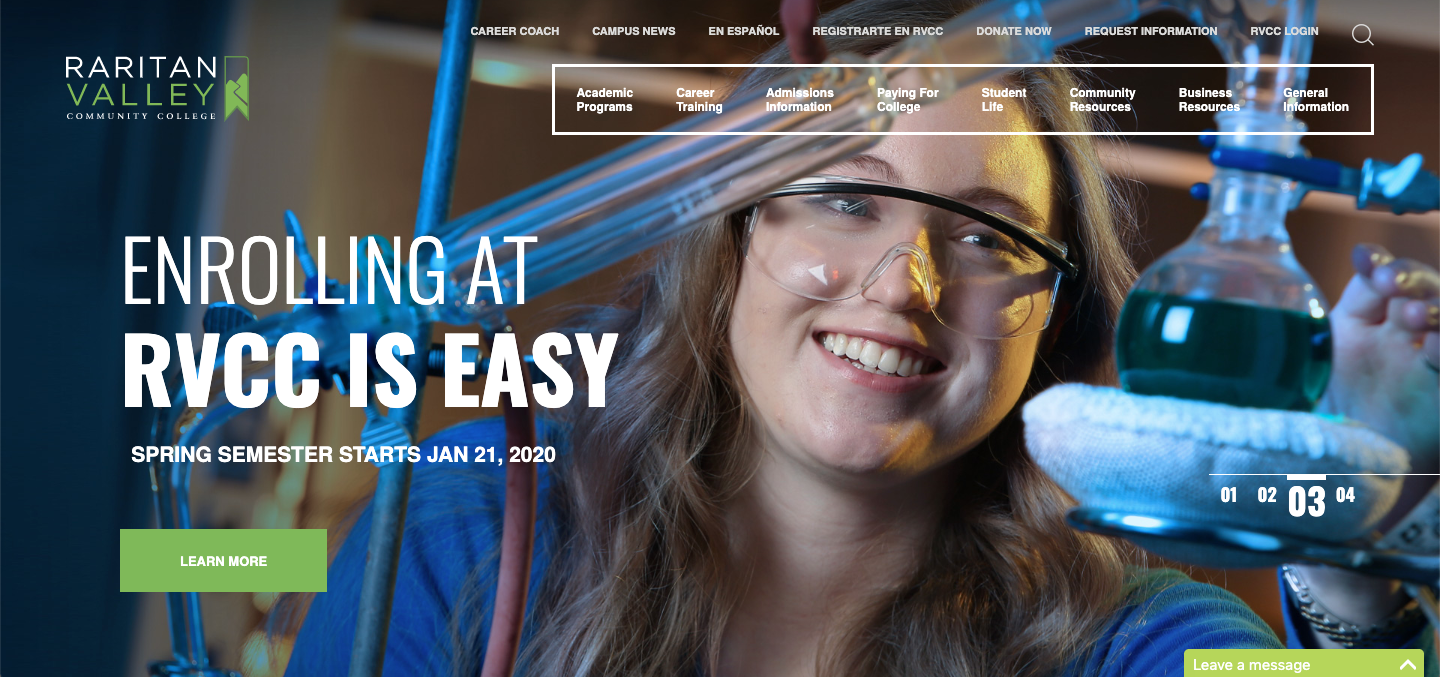 CAREER COACH CAMPUS NEWS EN ESPAÑOL REGISTRARTE EN RVCC DONATE NOW REQUEST INFORMATION RVCC LOGIN
RARITAN
VALLEY
COMMUNITY COLLEGE
Academic Programs
Career Training
Admissions Information
Paying For College
Student Life
Community Resources
Business Resources
General Information
ENROLLING AT
RVCC IS EASY
SPRING SEMESTER STARTS JAN 21, 2020
01 02 03 04
LEARN MORE
Leave a message